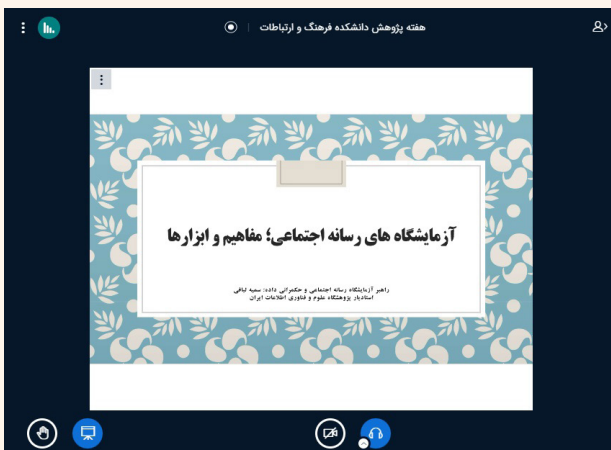 هفته پژوهش دانشکده فرهنگ و ارتباطات
آزمایشگاه های رسانه اجتماعی؛ مفاهیم و ابزارها
راهبر آزمایشگاه رسانه اجتماعی و حکمرانی داده: سمیه لبافی
استادیار پژوهشگاه علوم و فناوری اطلاعات ایران